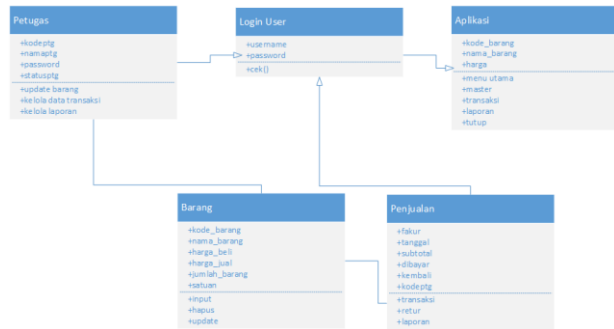 Petugas
+kodeptg
+namaptg
+password
+statusptg
+update barang
+kelola data transaksi
+kelola laporan
Login User
+username
+password
+cek()
Aplikasi
+kode_barang
+nama_barang
+harga
+menu utama
+master
+transaksi
+laporan
+tutup
Barang
+kode_barang
+nama_barang
+harga_beli
+harga_jual
+jumlah_barang
+satuan
+input
+hapus
+update
Penjualan
+fakur
+tanggal
+subtotal
+dibayar
+kembali
+kodeptg
+transaksi
+retur
+laporan